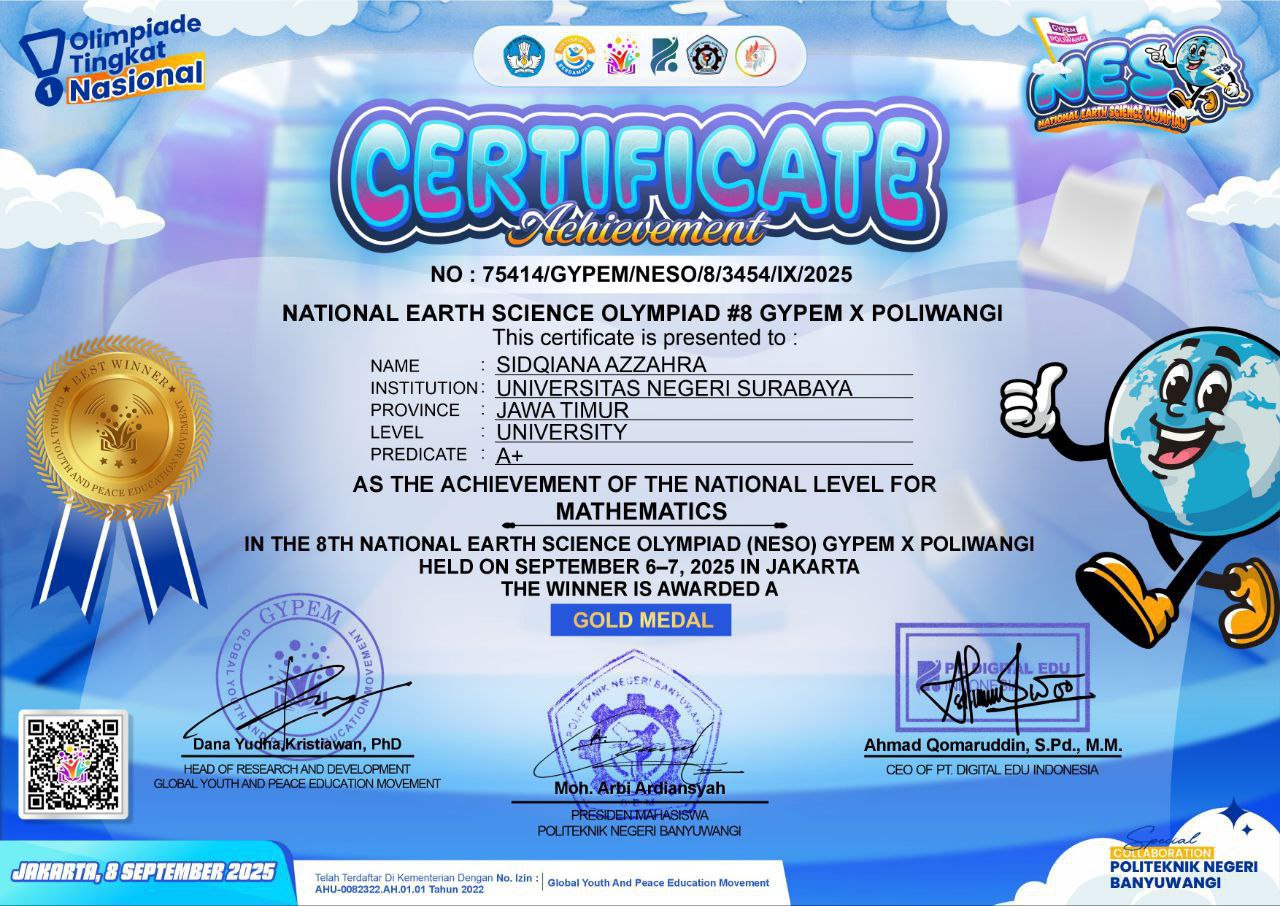 Olimpiade
Tingkat
1 Nasional
GYPEM
POLIWANGI
NESO
NATIONAL EARTH SCIENCE OLYMPIAD
CERTIFICATE
Achievement
NO : 75414/GYPEM/NESO/8/3454/IX/2025
NATIONAL EARTH SCIENCE OLYMPIAD #8 GYPEM X POLIWANGI
This certificate is presented to :
NAME : SIDQIANA AZZAHRA
INSTITUTION : UNIVERSITAS NEGERI SURABAYA
PROVINCE : JAWA TIMUR
LEVEL : UNIVERSITY
PREDICATE : A+
AS THE ACHIEVEMENT OF THE NATIONAL LEVEL FOR
MATHEMATICS
IN THE 8TH NATIONAL EARTH SCIENCE OLYMPIAD (NESO) GYPEM X POLIWANGI
HELD ON SEPTEMBER 6–7, 2025 IN JAKARTA
THE WINNER IS AWARDED A
GOLD MEDAL
BEST WINNER
GLOBAL YOUTH AND PEACE EDUCATION MOVEMENT
GYPEM
GLOBAL YOUTH AND PEACE EDUCATION MOVEMENT
Dana Yudha Kristiawan, PhD
HEAD OF RESEARCH AND DEVELOPMENT
GLOBAL YOUTH AND PEACE EDUCATION MOVEMENT
POLITEKNIK NEGERI BANYUWANGI
Moh. Arbi Ardiansyah
PRESIDEN MAHASISWA
POLITEKNIK NEGERI BANYUWANGI
PT DIGITAL EDU
INDONESIA
Ahmad Qomaruddin, S.Pd., M.M.
CEO OF PT. DIGITAL EDU INDONESIA
JAKARTA, 8 SEPTEMBER 2025
Telah Terdaftar Di Kementerian Dengan No. Izin :
AHU-0082322.AH.01.01 Tahun 2022
Global Youth And Peace Education Movement
Special
COLLABORATION
POLITEKNIK NEGERI
BANYUWANGI